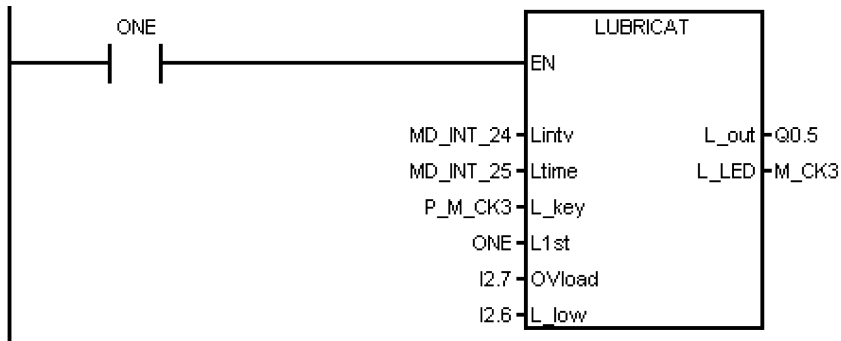 ONE LUBRICAT
EN
MD_INT_24 Lintv L_out Q0.5
MD_INT_25 Ltime L_LED M_CK3
P_M_CK3 L_key
ONE L1st
I2.7 OVload
I2.6 L_low